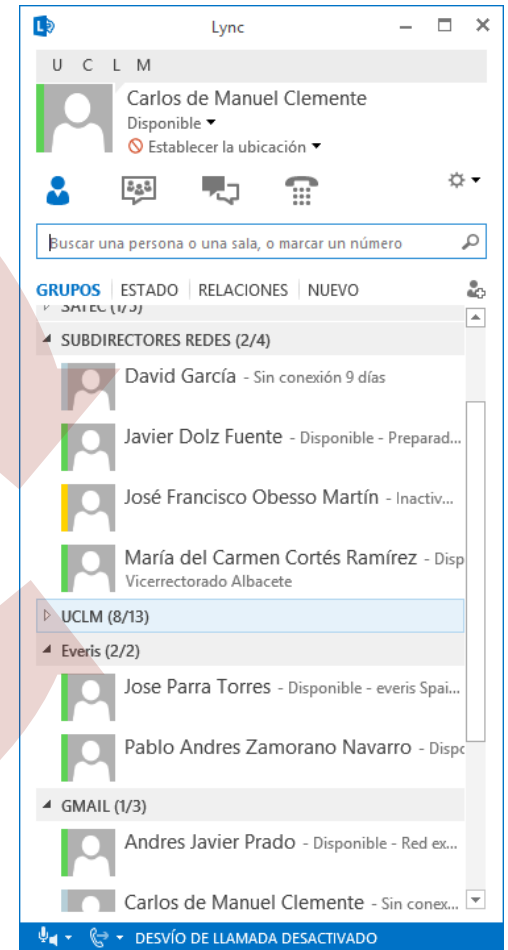 Lync
U C L M
Carlos de Manuel Clemente
Disponible
Establecer la ubicación
Buscar una persona o una sala, o marcar un número
GRUPOS ESTADO RELACIONES NUEVO
SATEC (1/5)
SUBDIRECTORES REDES (2/4)
David García - Sin conexión 9 días
Javier Dolz Fuente - Disponible - Preparad...
José Francisco Obesso Martín - Inactiv...
María del Carmen Cortés Ramírez - Disp
Vicerrectorado Albacete
UCLM (8/13)
Everis (2/2)
Jose Parra Torres - Disponible - everis Spai...
Pablo Andres Zamorano Navarro - Dispo
GMAIL (1/3)
Andres Javier Prado - Disponible - Red ex...
Carlos de Manuel Clemente - Sin conex...
DESVÍO DE LLAMADA DESACTIVADO